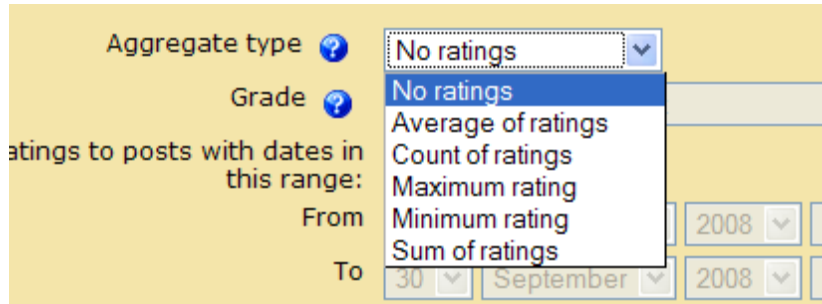 Aggregate type No ratings
No ratings
Grade
Average of ratings
Count of ratings
atings to posts with dates in
this range:
Maximum rating
Minimum rating
From 2008
Sum of ratings
To 30 September 2008